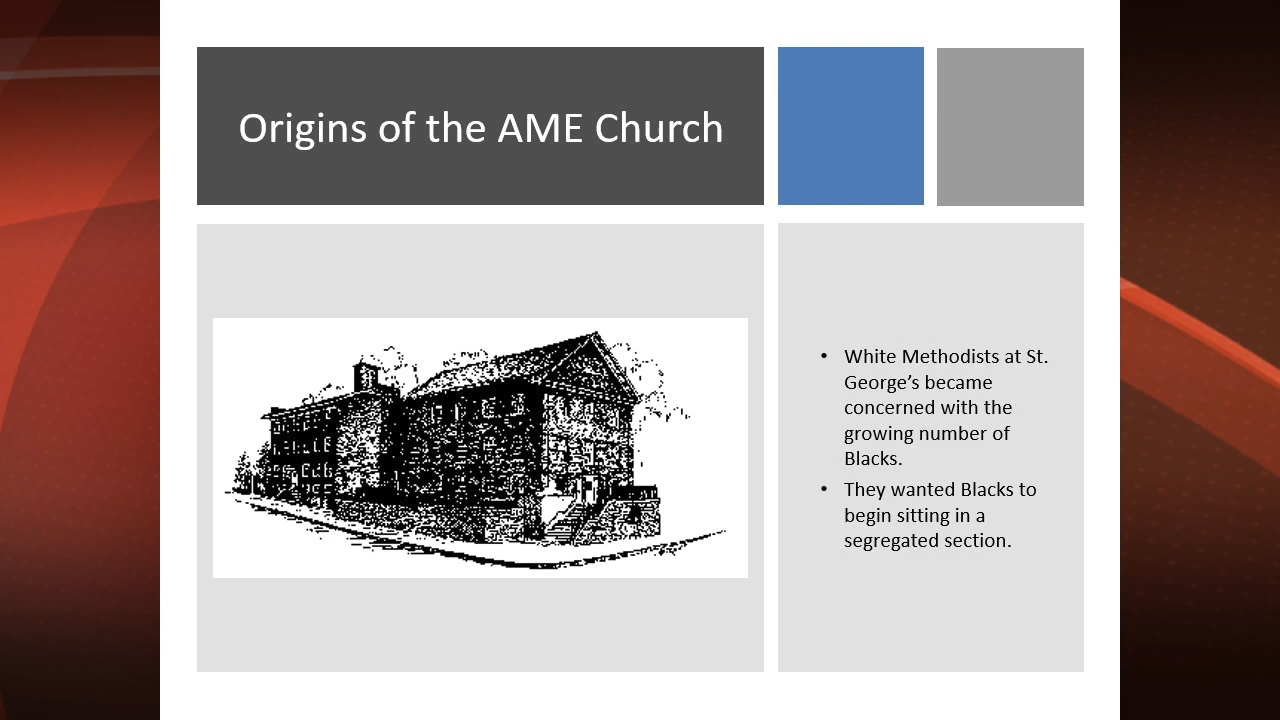 Origins of the AME Church
• White Methodists at St.
George’s became
concerned with the
growing number of
Blacks.
• They wanted Blacks to
begin sitting in a
segregated section.